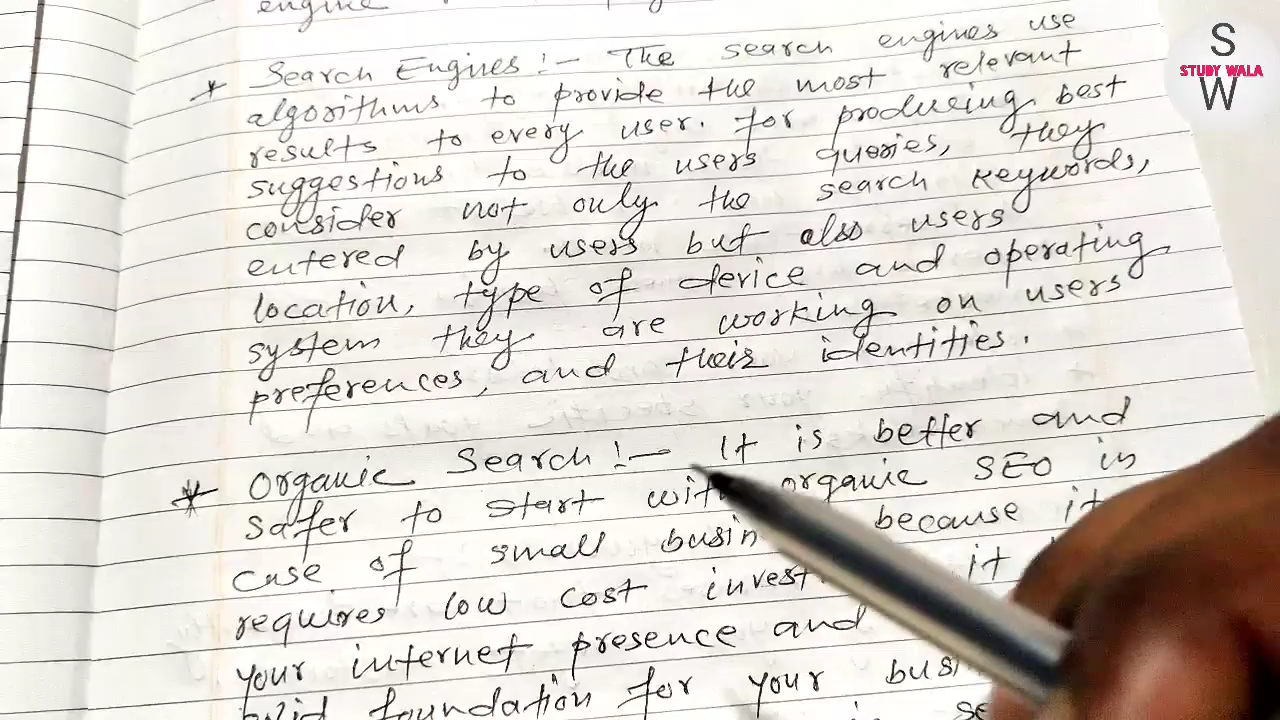 engine
* Search Engines :- The search engines use
algorithms to provide the most relevant
results to every user. For producing best
suggestions to the users queries, they
consider not only the search keywords,
entered by users but also users
location, type of device and operating
system they are working on users
preferences, and their identities.
* Organic Search :- It is better and
safer to start with organic SEO in
case of small busin because it
requires low cost invest it
your internet presence and
foundation for your busi
S
STUDY WALA
W